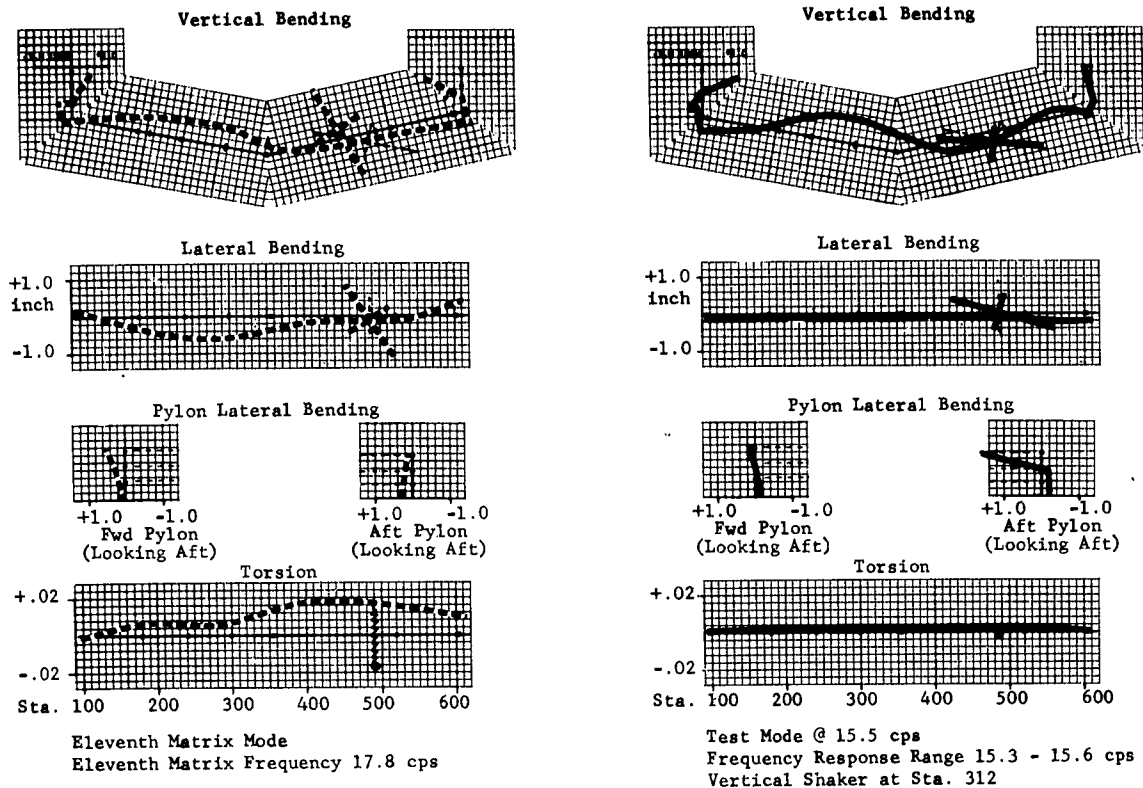 Vertical Bending
Lateral Bending
+1.0
inch
-1.0
Pylon Lateral Bending
+1.0 -1.0
Fwd Pylon
(Looking Aft)
+1.0 -1.0
Aft Pylon
(Looking Aft)
Torsion
+.02
-.02
Sta. 100 200 300 400 500 600
Eleventh Matrix Mode
Eleventh Matrix Frequency 17.8 cps
Vertical Bending
Lateral Bending
+1.0
inch
-1.0
Pylon Lateral Bending
+1.0 -1.0
Fwd Pylon
(Looking Aft)
+1.0 -1.0
Aft Pylon
(Looking Aft)
Torsion
+.02
-.02
Sta. 100 200 300 400 500 600
Test Mode @ 15.5 cps
Frequency Response Range 15.3 - 15.6 cps
Vertical Shaker at Sta. 312